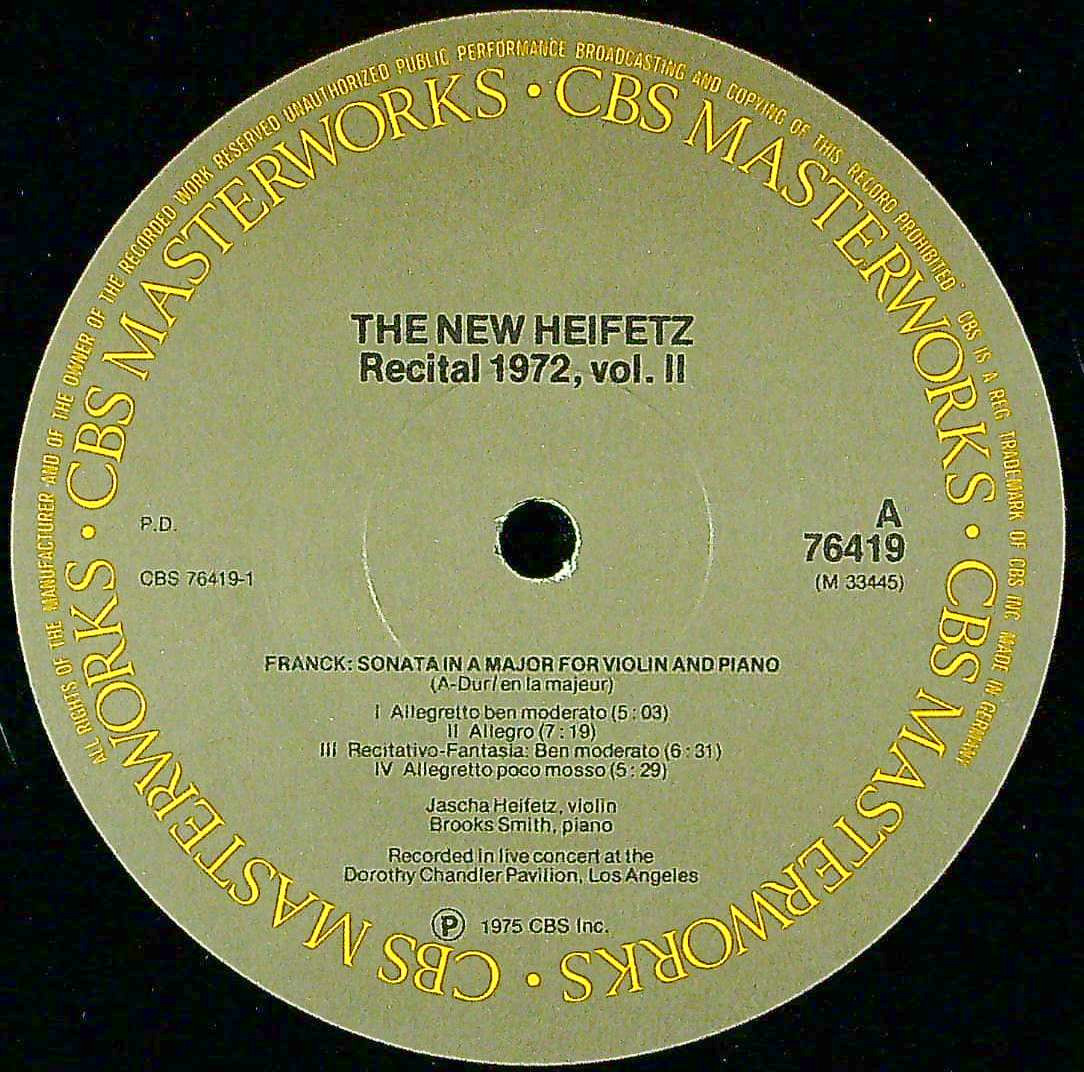 "ALL RIGHTS OF THE MANUFACTURER AND OF THE OWNER OF THE RECORDED WORK RESERVED UNAUTHORIZED PUBLIC PERFORMANCE BROADCASTING AND COPYING OF THIS RECORD PROHIBITED" CBS IS A REG TRADEMARK OF CBS INC MADE IN GERMANY
CBS MASTERWORKS · CBS MASTERWORKS · CBS MASTERWORKS · CBS MASTERWORKS ·
THE NEW HEIFETZ
Recital 1972, vol. II
P.D.
CBS 76419-1
A
76419
(M 33445)
FRANCK: SONATA IN A MAJOR FOR VIOLIN AND PIANO
(A-Dur/en la majeur)
I Allegretto ben moderato (5:03)
II Allegro (7:19)
III Recitativo-Fantasia: Ben moderato (6:31)
IV Allegretto poco mosso (5:29)
Jascha Heifetz, violin
Brooks Smith, piano
Recorded in live concert at the
Dorothy Chandler Pavilion, Los Angeles
Ⓟ 1975 CBS Inc.